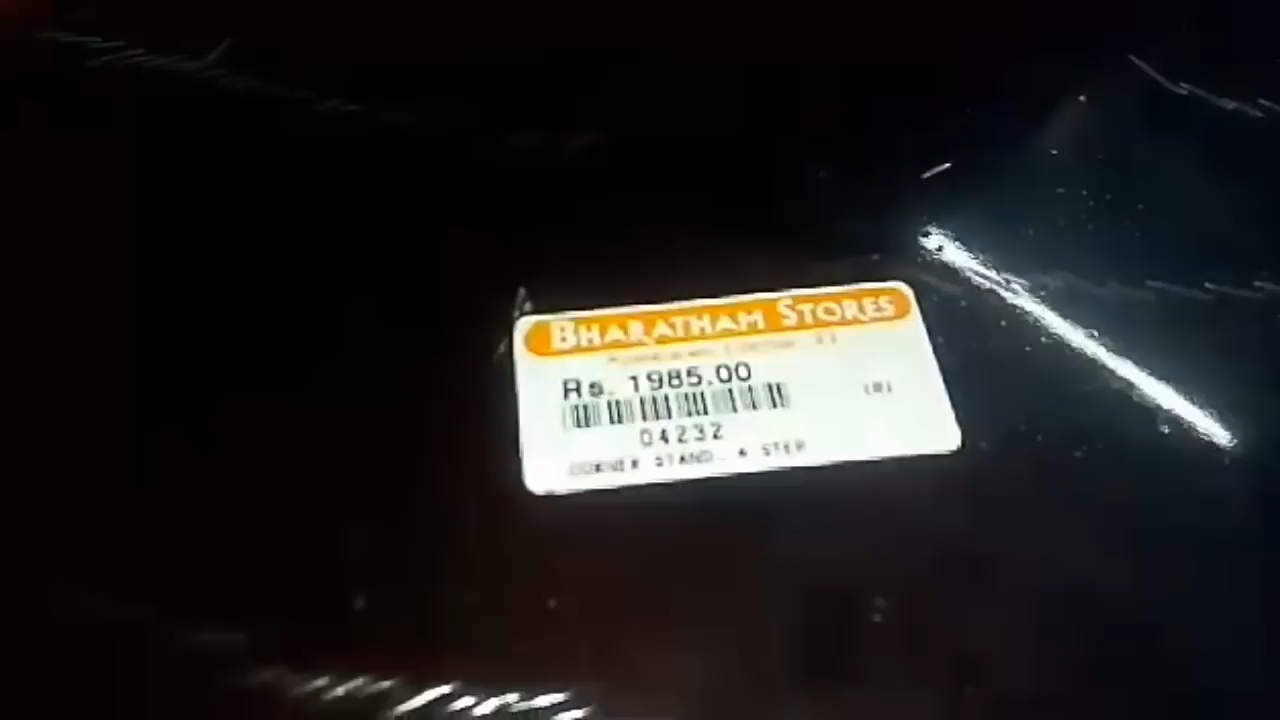 BHARATHAM STORES
Rs. 1985.00
04232
CORNER STAND 4 STEP